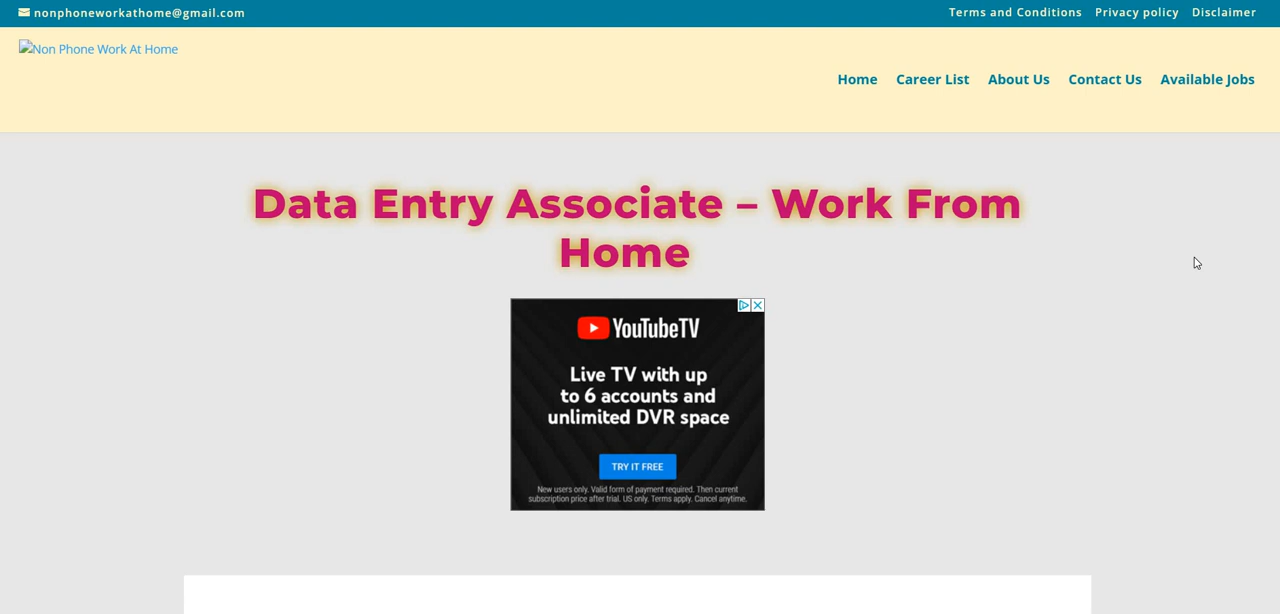 nonphoneworkathome@gmail.com
Terms and Conditions Privacy policy Disclaimer
Non Phone Work At Home
Home Career List About Us Contact Us Available Jobs
Data Entry Associate – Work From
Home
YouTubeTV
Live TV with up
to 6 accounts and
unlimited DVR space
TRY IT FREE
New users only. Valid form of payment required. Then current
subscription price after trial. US only. Terms apply. Cancel anytime.